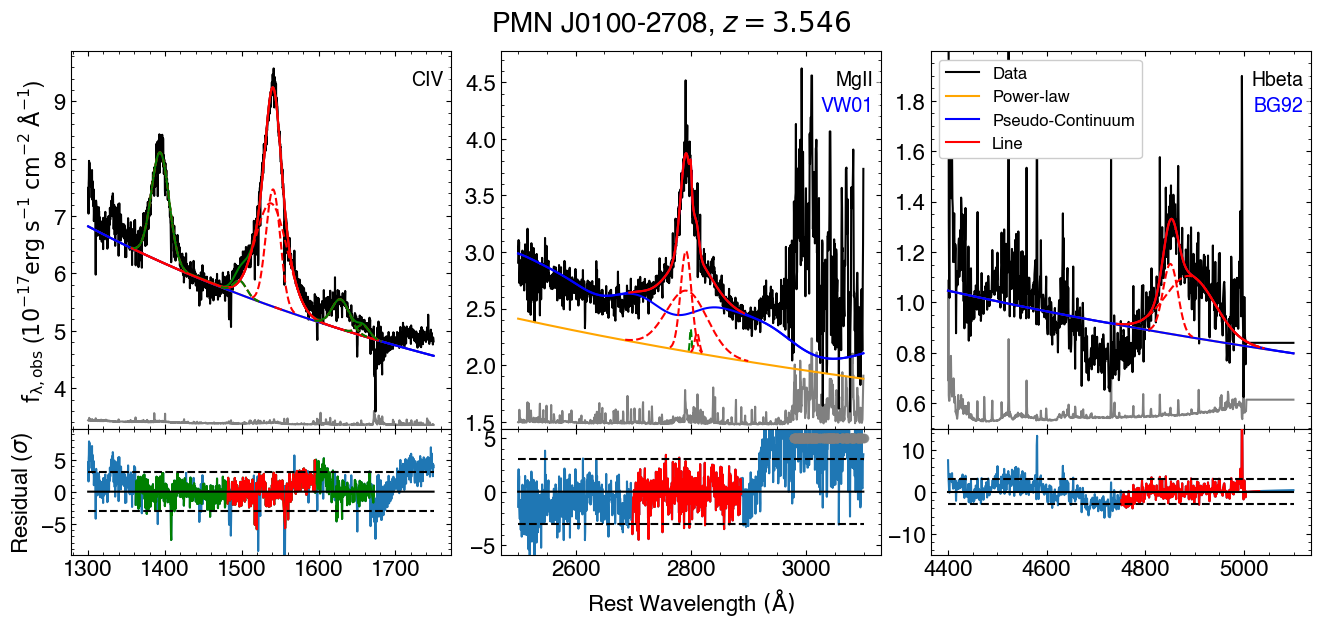 PMN J0100-2708, z = 3.546
CIV
MgII
VW01
Hbeta
BG92
Data
Power-law
Pseudo-Continuum
Line
f_λ,obs (10^−17 erg s^−1 cm^−2 Å^−1)
9
8
7
6
5
4
4.5
4.0
3.5
3.0
2.5
2.0
1.5
1.8
1.6
1.4
1.2
1.0
0.8
0.6
Residual (σ)
5
0
−5
5
0
−5
10
0
−10
1300 1400 1500 1600 1700
2600 2800 3000
4400 4600 4800 5000
Rest Wavelength (Å)